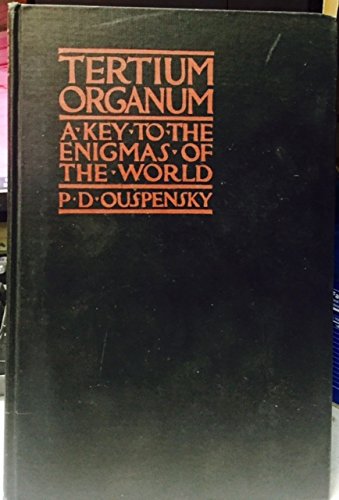 TERTIUM
ORGANUM
A·KEY·TO·THE
ENIGMAS·OF
THE·WORLD
P·D·OUSPENSKY